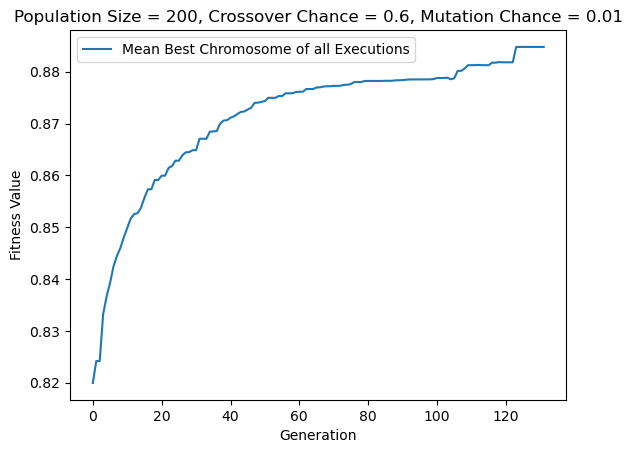 Population Size = 200, Crossover Chance = 0.6, Mutation Chance = 0.01
Mean Best Chromosome of all Executions
Fitness Value
0.88
0.87
0.86
0.85
0.84
0.83
0.82
0 20 40 60 80 100 120
Generation